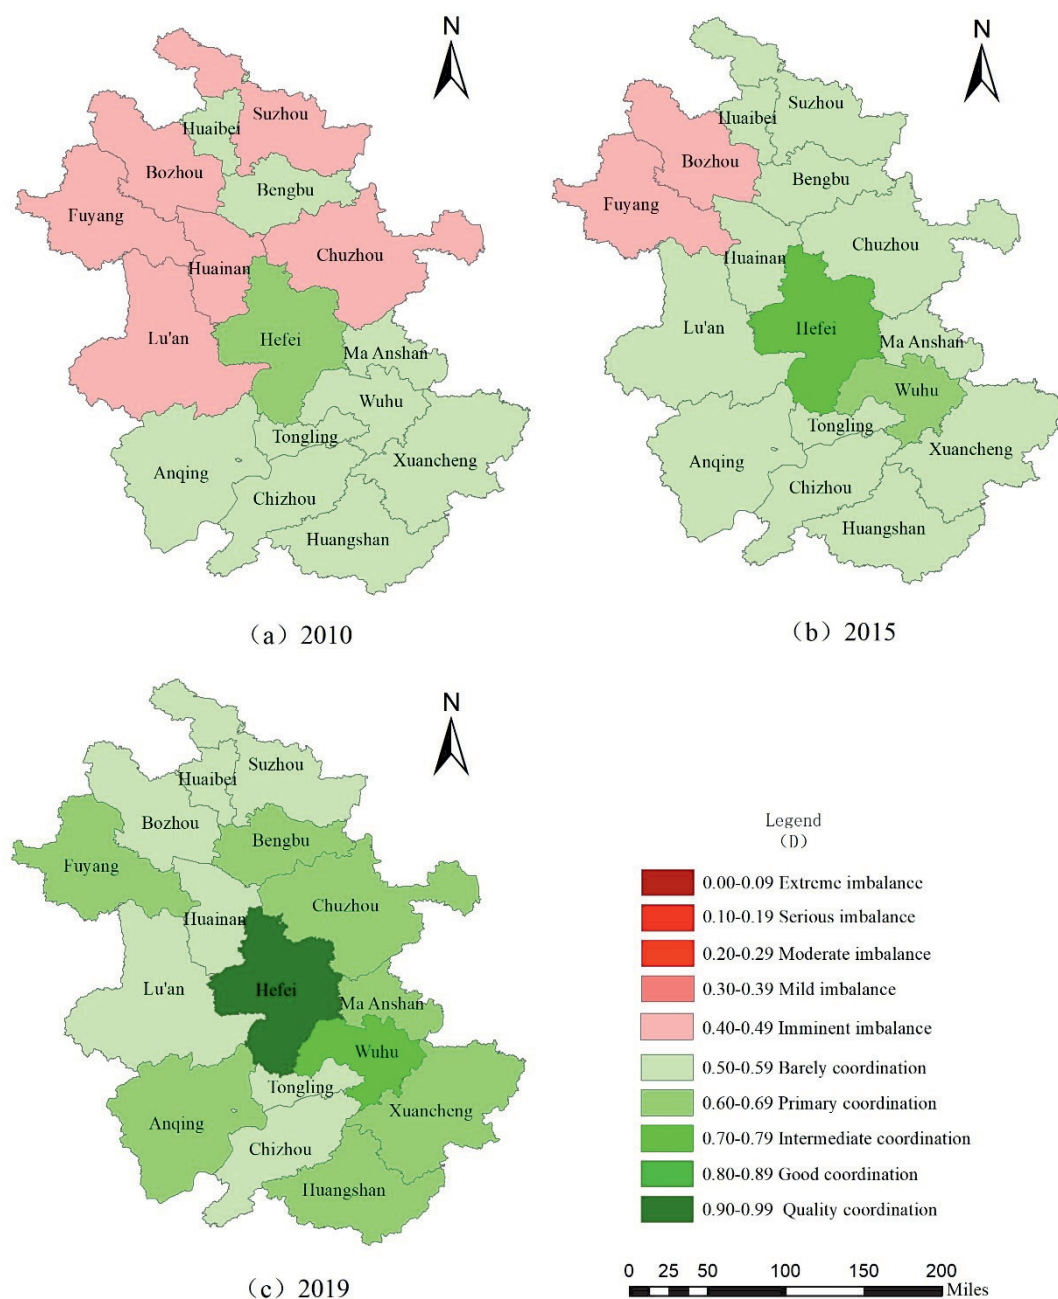 N
Suzhou
Huaibei
Bozhou
Bengbu
Fuyang
Chuzhou
Huainan
Lu'an
Hefei
Ma Anshan
Wuhu
Tongling
Xuancheng
Anqing
Chizhou
Huangshan
（a）2010
N
Suzhou
Huaibei
Bozhou
Bengbu
Fuyang
Chuzhou
Huainan
Lu'an
Hefei
Ma Anshan
Wuhu
Tongling
Xuancheng
Anqing
Chizhou
Huangshan
（b）2015
N
Suzhou
Huaibei
Bozhou
Bengbu
Fuyang
Chuzhou
Huainan
Lu'an
Hefei
Ma Anshan
Wuhu
Tongling
Xuancheng
Anqing
Chizhou
Huangshan
（c）2019
Legend
（D）
0.00-0.09 Extreme imbalance
0.10-0.19 Serious imbalance
0.20-0.29 Moderate imbalance
0.30-0.39 Mild imbalance
0.40-0.49 Imminent imbalance
0.50-0.59 Barely coordination
0.60-0.69 Primary coordination
0.70-0.79 Intermediate coordination
0.80-0.89 Good coordination
0.90-0.99 Quality coordination
0 25 50 100 150 200
Miles